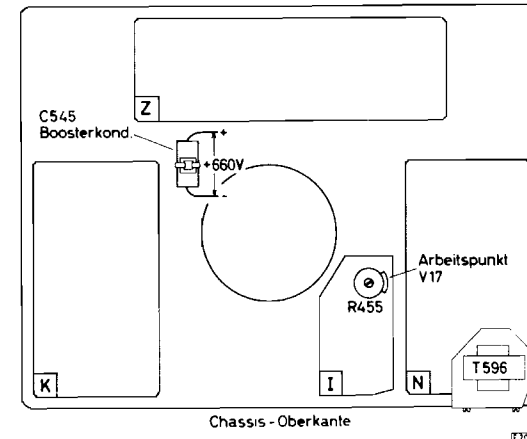 Z
C545
Boosterkond.
+
+660V
-
Arbeitspunkt
V17
R455
K
I
N
T596
Chassis-Oberkante